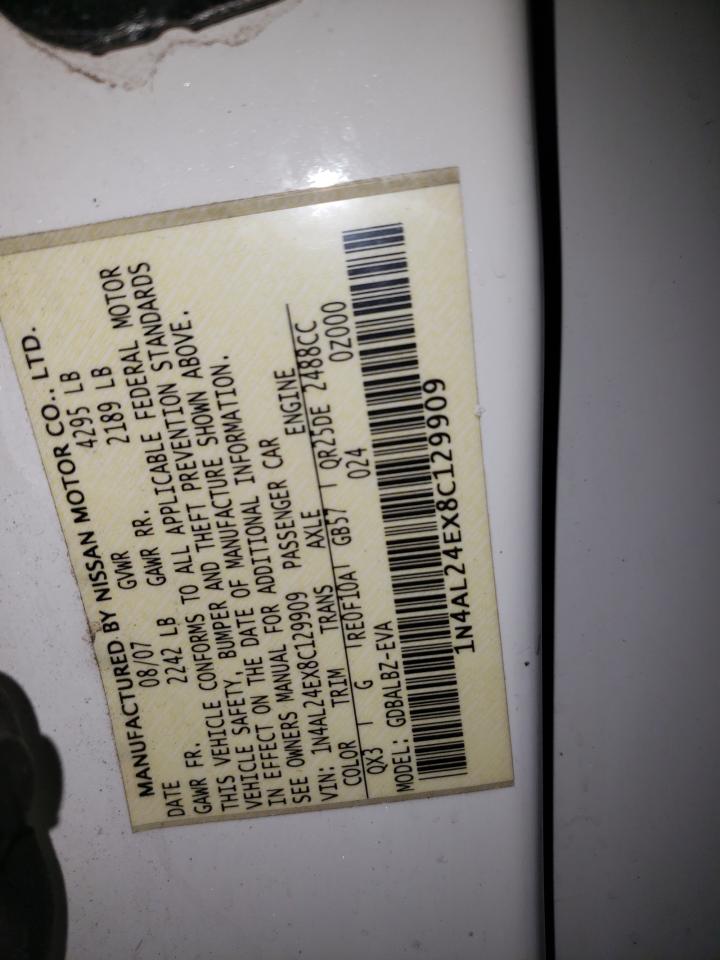 MANUFACTURED BY NISSAN MOTOR CO., LTD.
DATE 08/07 GVWR 4295 LB
GAWR FR. 2242 LB GAWR RR. 2189 LB
THIS VEHICLE CONFORMS TO ALL APPLICABLE FEDERAL MOTOR
VEHICLE SAFETY, BUMPER AND THEFT PREVENTION STANDARDS
IN EFFECT ON THE DATE OF MANUFACTURE SHOWN ABOVE.
SEE OWNERS MANUAL FOR ADDITIONAL INFORMATION.
VIN: 1N4AL24EX8C129909 PASSENGER CAR
COLOR TRIM TRANS AXLE ENGINE
QX3 G RE0F10A GB57 QR25DE 2488CC
MODEL: GDBALBZ-EVA 024 0Z000
1N4AL24EX8C129909